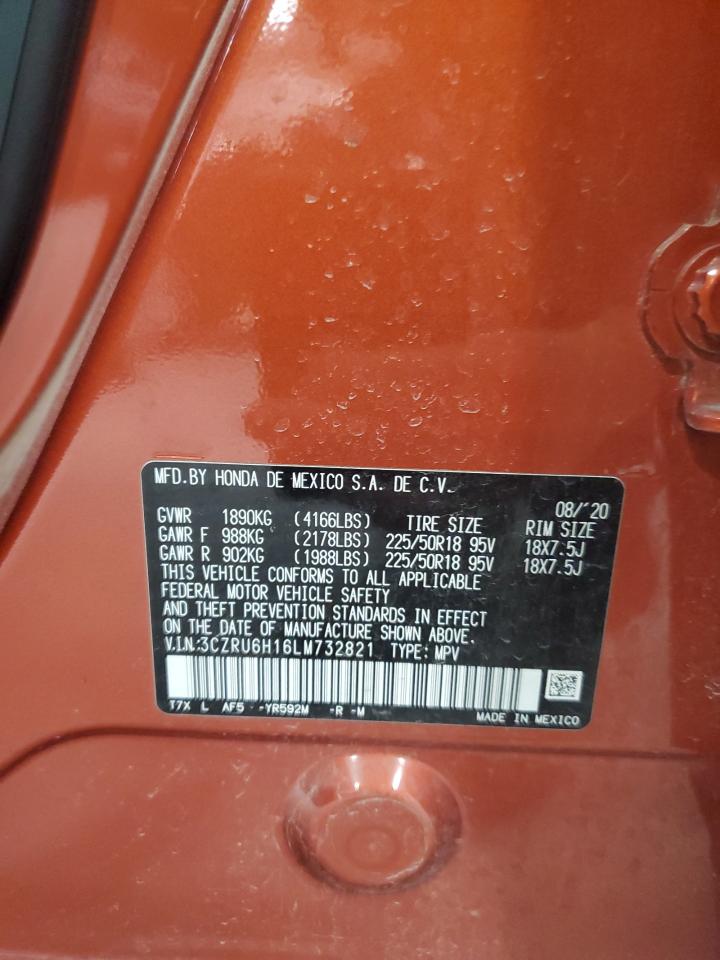 MFD.BY HONDA DE MEXICO S.A. DE C.V.
08/'20
GVWR 1890KG (4166LBS) TIRE SIZE RIM SIZE
GAWR F 988KG (2178LBS) 225/50R18 95V 18X7.5J
GAWR R 902KG (1988LBS) 225/50R18 95V 18X7.5J
THIS VEHICLE CONFORMS TO ALL APPLICABLE
FEDERAL MOTOR VEHICLE SAFETY
AND THEFT PREVENTION STANDARDS IN EFFECT
ON THE DATE OF MANUFACTURE SHOWN ABOVE.
V.I.N.:3CZRU6H16LM732821 TYPE: MPV
T7X L AF5 -YR592M -R -M
MADE IN MEXICO